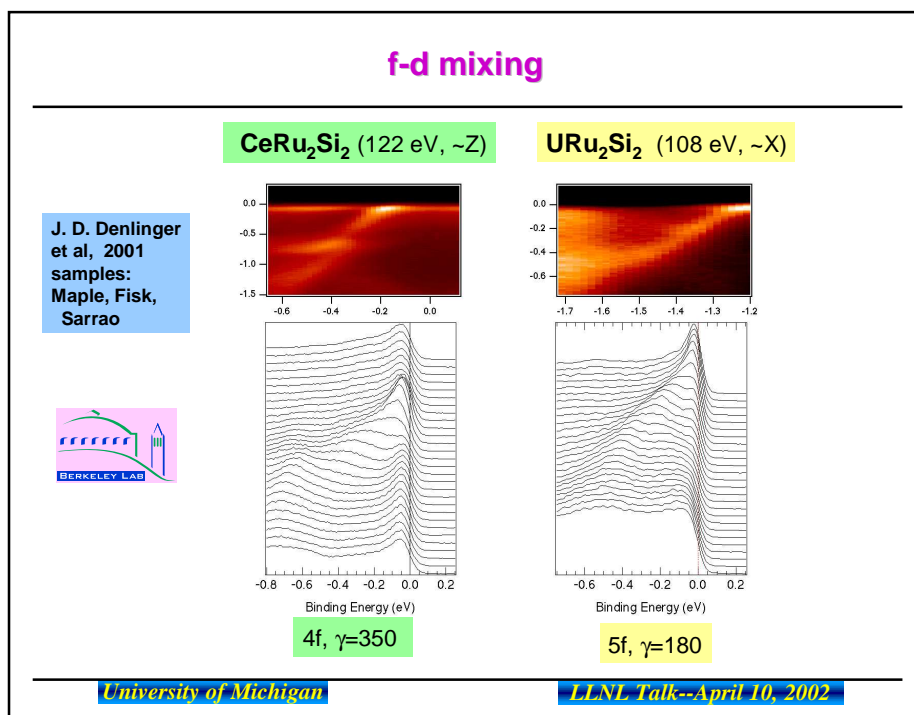 f-d mixing
CeRu₂Si₂ (122 eV, ~Z)
URu₂Si₂ (108 eV, ~X)
J. D. Denlinger
et al, 2001
samples:
Maple, Fisk,
Sarrao
0.0
-0.5
-1.0
-1.5
-0.6 -0.4 -0.2 0.0
0.0
-0.2
-0.4
-0.6
-1.7 -1.6 -1.5 -1.4 -1.3 -1.2
BERKELEY LAB
-0.8 -0.6 -0.4 -0.2 0.0 0.2
Binding Energy (eV)
-0.6 -0.4 -0.2 0.0 0.2
Binding Energy (eV)
4f, γ=350
5f, γ=180
University of Michigan
LLNL Talk--April 10, 2002